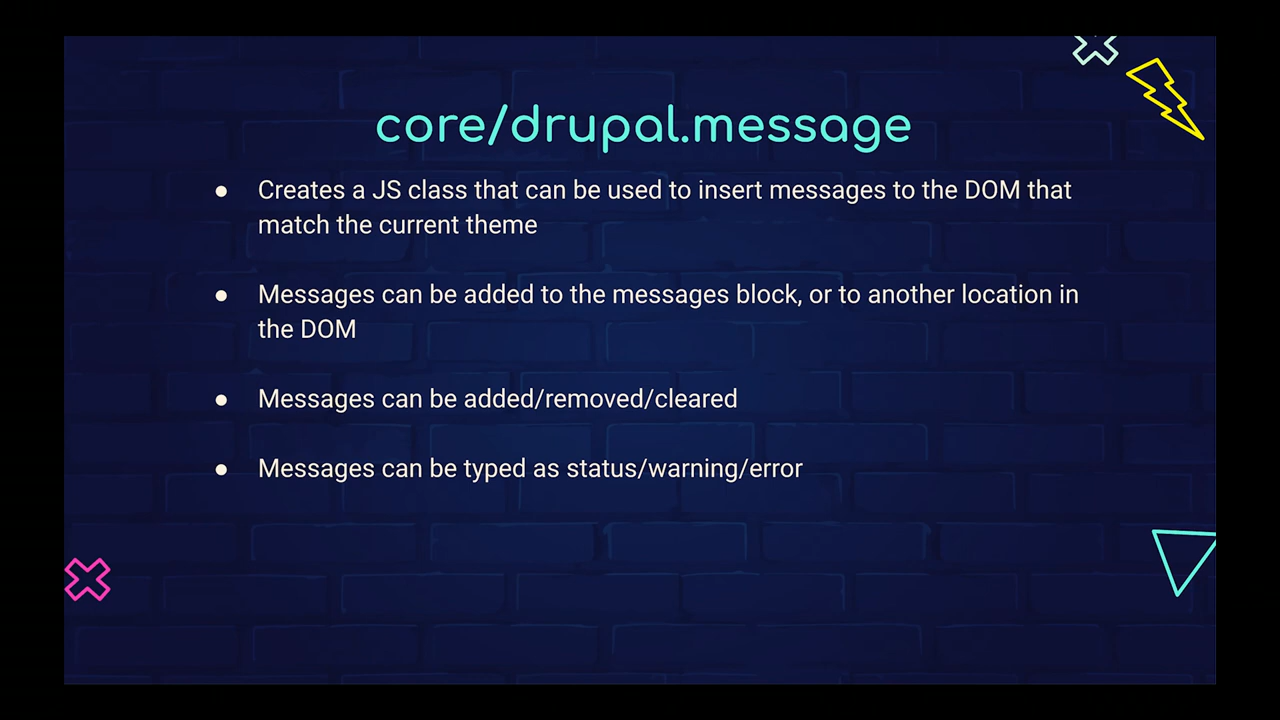 core/drupal.message
● Creates a JS class that can be used to insert messages to the DOM that
match the current theme
● Messages can be added to the messages block, or to another location in
the DOM
● Messages can be added/removed/cleared
● Messages can be typed as status/warning/error